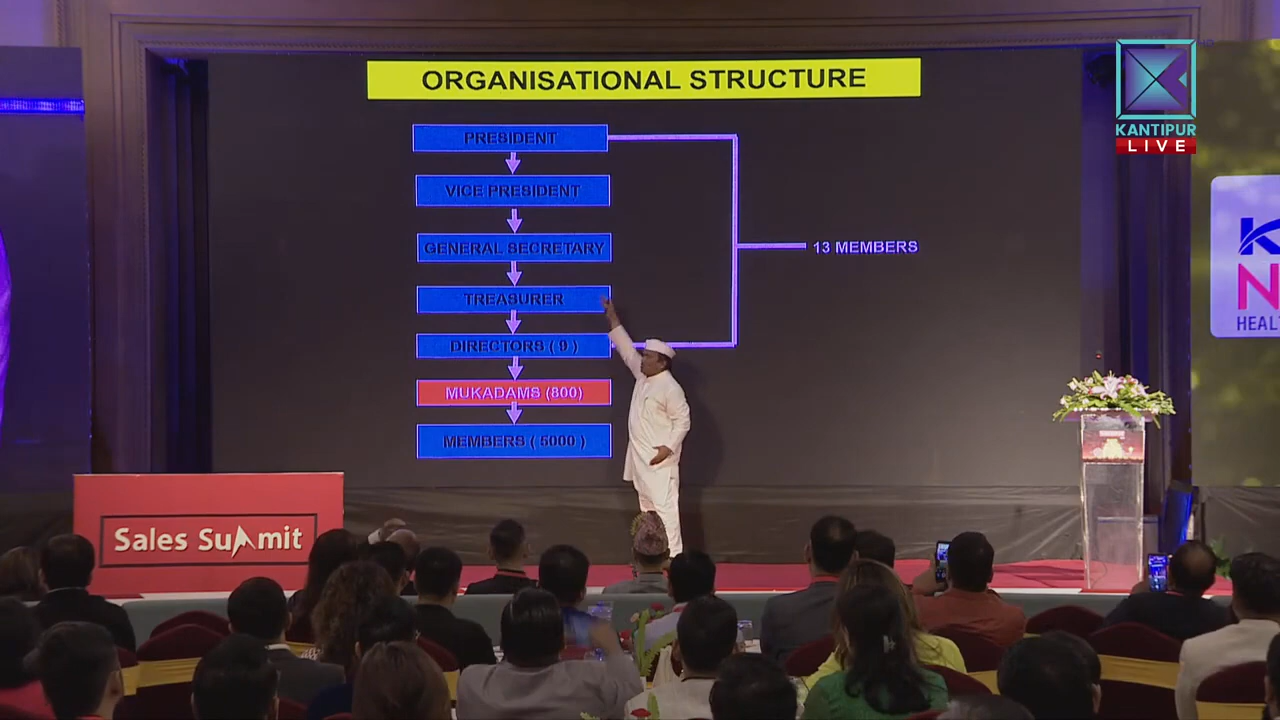 ORGANISATIONAL STRUCTURE
PRESIDENT
VICE PRESIDENT
GENERAL SECRETARY
TREASURER
DIRECTORS ( 9 )
MUKADAMS (800)
MEMBERS ( 5000 )
13 MEMBERS
KANTIPUR
LIVE
Sales Summit